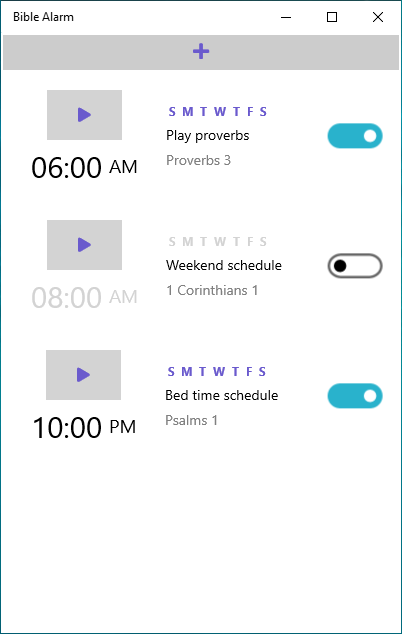 Bible Alarm
S M T W T F S
Play proverbs
06:00 AM
Proverbs 3
S M T W T F S
Weekend schedule
08:00 AM
1 Corinthians 1
S M T W T F S
Bed time schedule
10:00 PM
Psalms 1